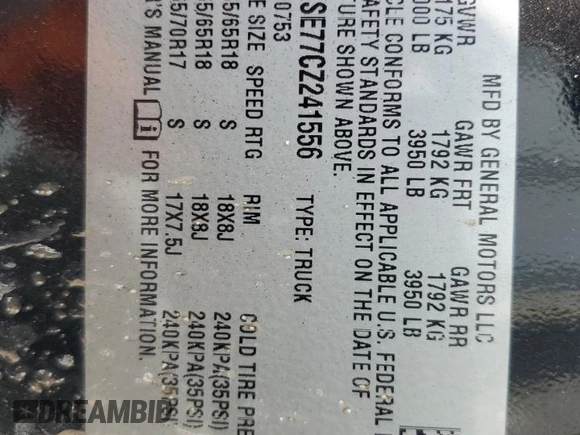 MFD BY GENERAL MOTORS LLC
GVWR GAWR FRT GAWR RR
175 KG 1792 KG 1792 KG
000 LB 3950 LB 3950 LB
CLE CONFORMS TO ALL APPLICABLE U.S. FEDERAL
AFETY STANDARDS IN EFFECT ON THE DATE OF
TURE SHOWN ABOVE.
SIE77CZ241556 TYPE: TRUCK
0753
E SIZE SPEED RTG RIM COLD TIRE PRE
5/65R18 S 18X8J 240KPA(35PSI)
5/65R18 S 18X8J 240KPA(35PSI)
5/70R17 S 17X7.5J 240KPA(35PSI)
'S MANUAL FOR MORE INFORMATION.
DREAMBID